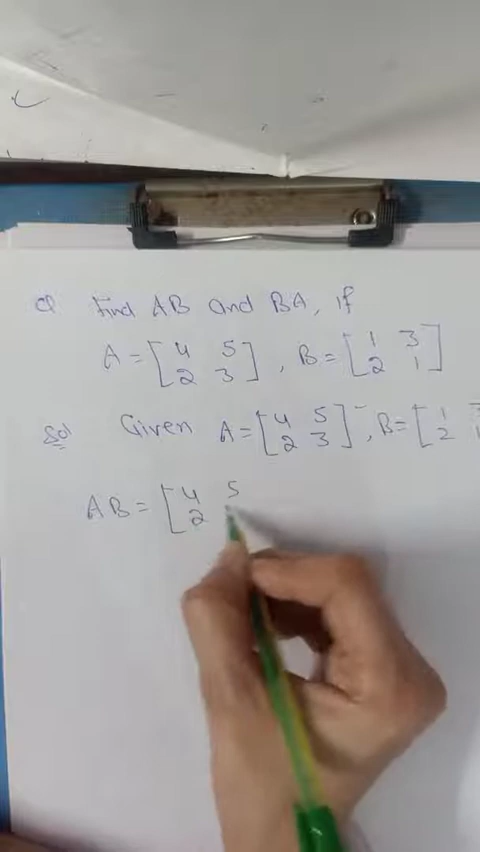 Q Find AB and BA, if
A = [4 5
2 3], B = [1 3
2 1]
Sol Given A = [4 5
2 3], B = [1
2
AB = [4 5
2